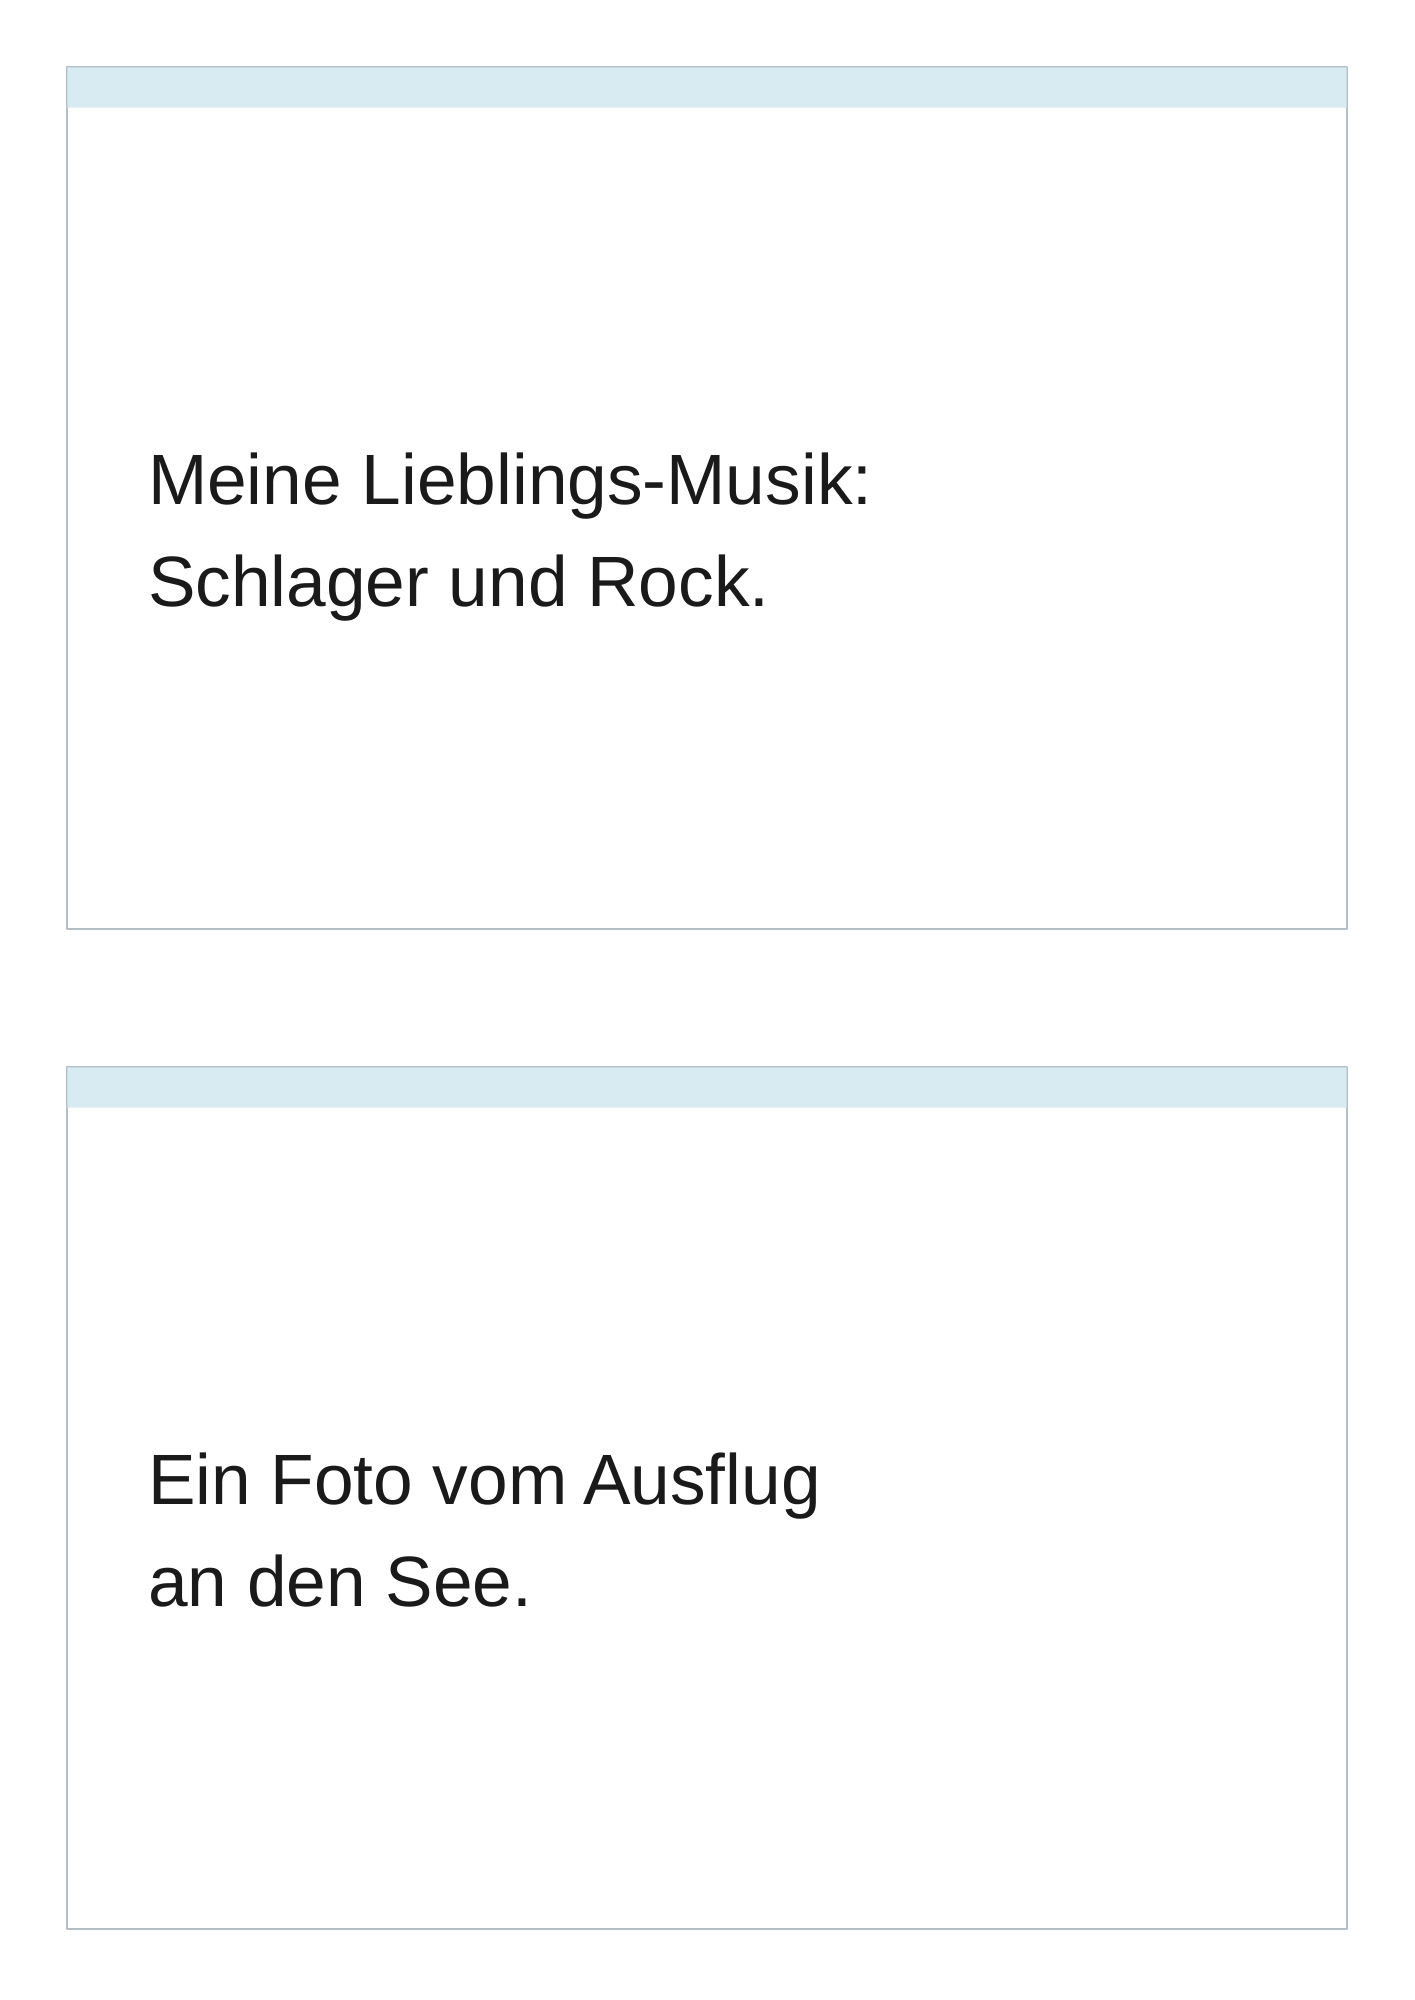 Meine Lieblings-Musik:
Schlager und Rock.
Ein Foto vom Ausflug
an den See.